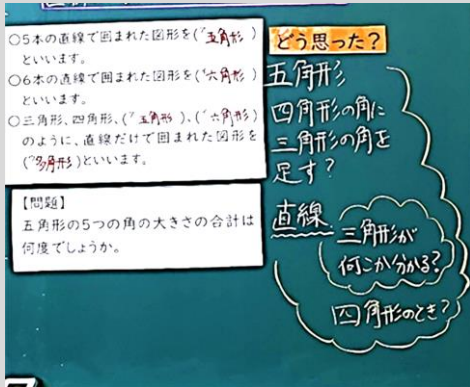 ○5本の直線で囲まれた図形を(五角形)
といいます。
○6本の直線で囲まれた図形を(六角形)
といいます。
○三角形、四角形、(五角形)、(六角形)
のように、直線だけで囲まれた図形を
(多角形)といいます。
【問題】
五角形の5つの角の大きさの合計は
何度でしょうか。
どう思った?
五角形
四角形の角に
三角形の角を
足す?
直線
三角形が
何こか分かる?
四角形のとき?